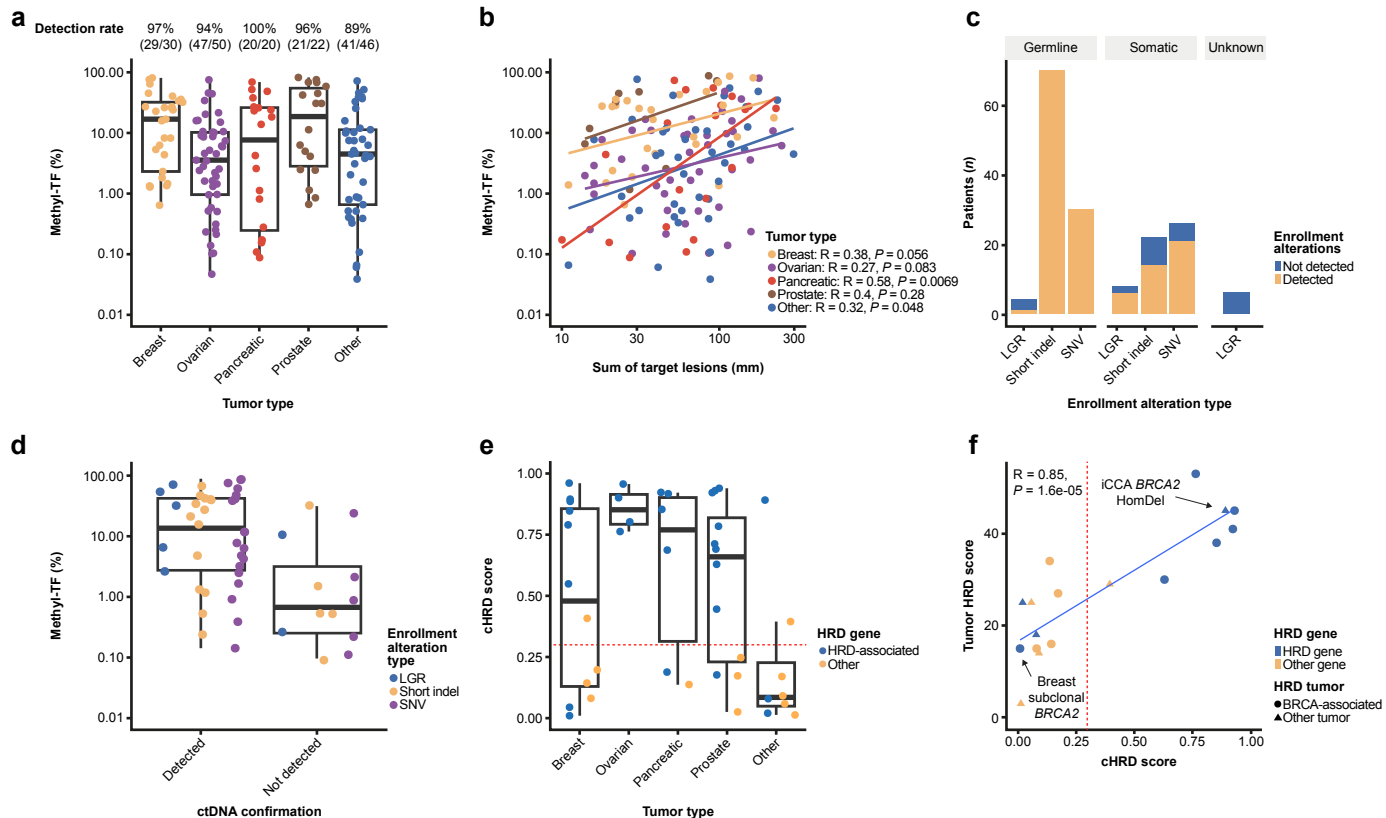 a
Detection rate
97% 94% 100% 96% 89%
(29/30) (47/50) (20/20) (21/22) (41/46)
Methyl-TF (%)
100.00
10.00
1.00
0.10
0.01
Breast
Ovarian
Pancreatic
Prostate
Other
Tumor type
b
Methyl-TF (%)
100.00
10.00
1.00
0.10
0.01
Tumor type
Breast: R = 0.38, P = 0.056
Ovarian: R = 0.27, P = 0.083
Pancreatic: R = 0.58, P = 0.0069
Prostate: R = 0.4, P = 0.28
Other: R = 0.32, P = 0.048
10 30 100 300
Sum of target lesions (mm)
c
Germline Somatic Unknown
Patients (n)
60
40
20
0
LGR
Short indel
SNV
LGR
Short indel
SNV
LGR
Enrollment alteration type
Enrollment
alterations
Not detected
Detected
d
Methyl-TF (%)
100.00
10.00
1.00
0.10
0.01
Detected
Not detected
ctDNA confirmation
Enrollment
alteration
type
LGR
Short indel
SNV
e
cHRD score
1.00
0.75
0.50
0.25
0.00
Breast
Ovarian
Pancreatic
Prostate
Other
Tumor type
HRD gene
HRD-associated
Other
f
R = 0.85,
P = 1.6e-05
iCCA BRCA2
HomDel
Tumor HRD score
40
20
0
Breast
subclonal
BRCA2
0.00 0.25 0.50 0.75 1.00
cHRD score
HRD gene
HRD gene
Other gene
HRD tumor
BRCA-associated
Other tumor